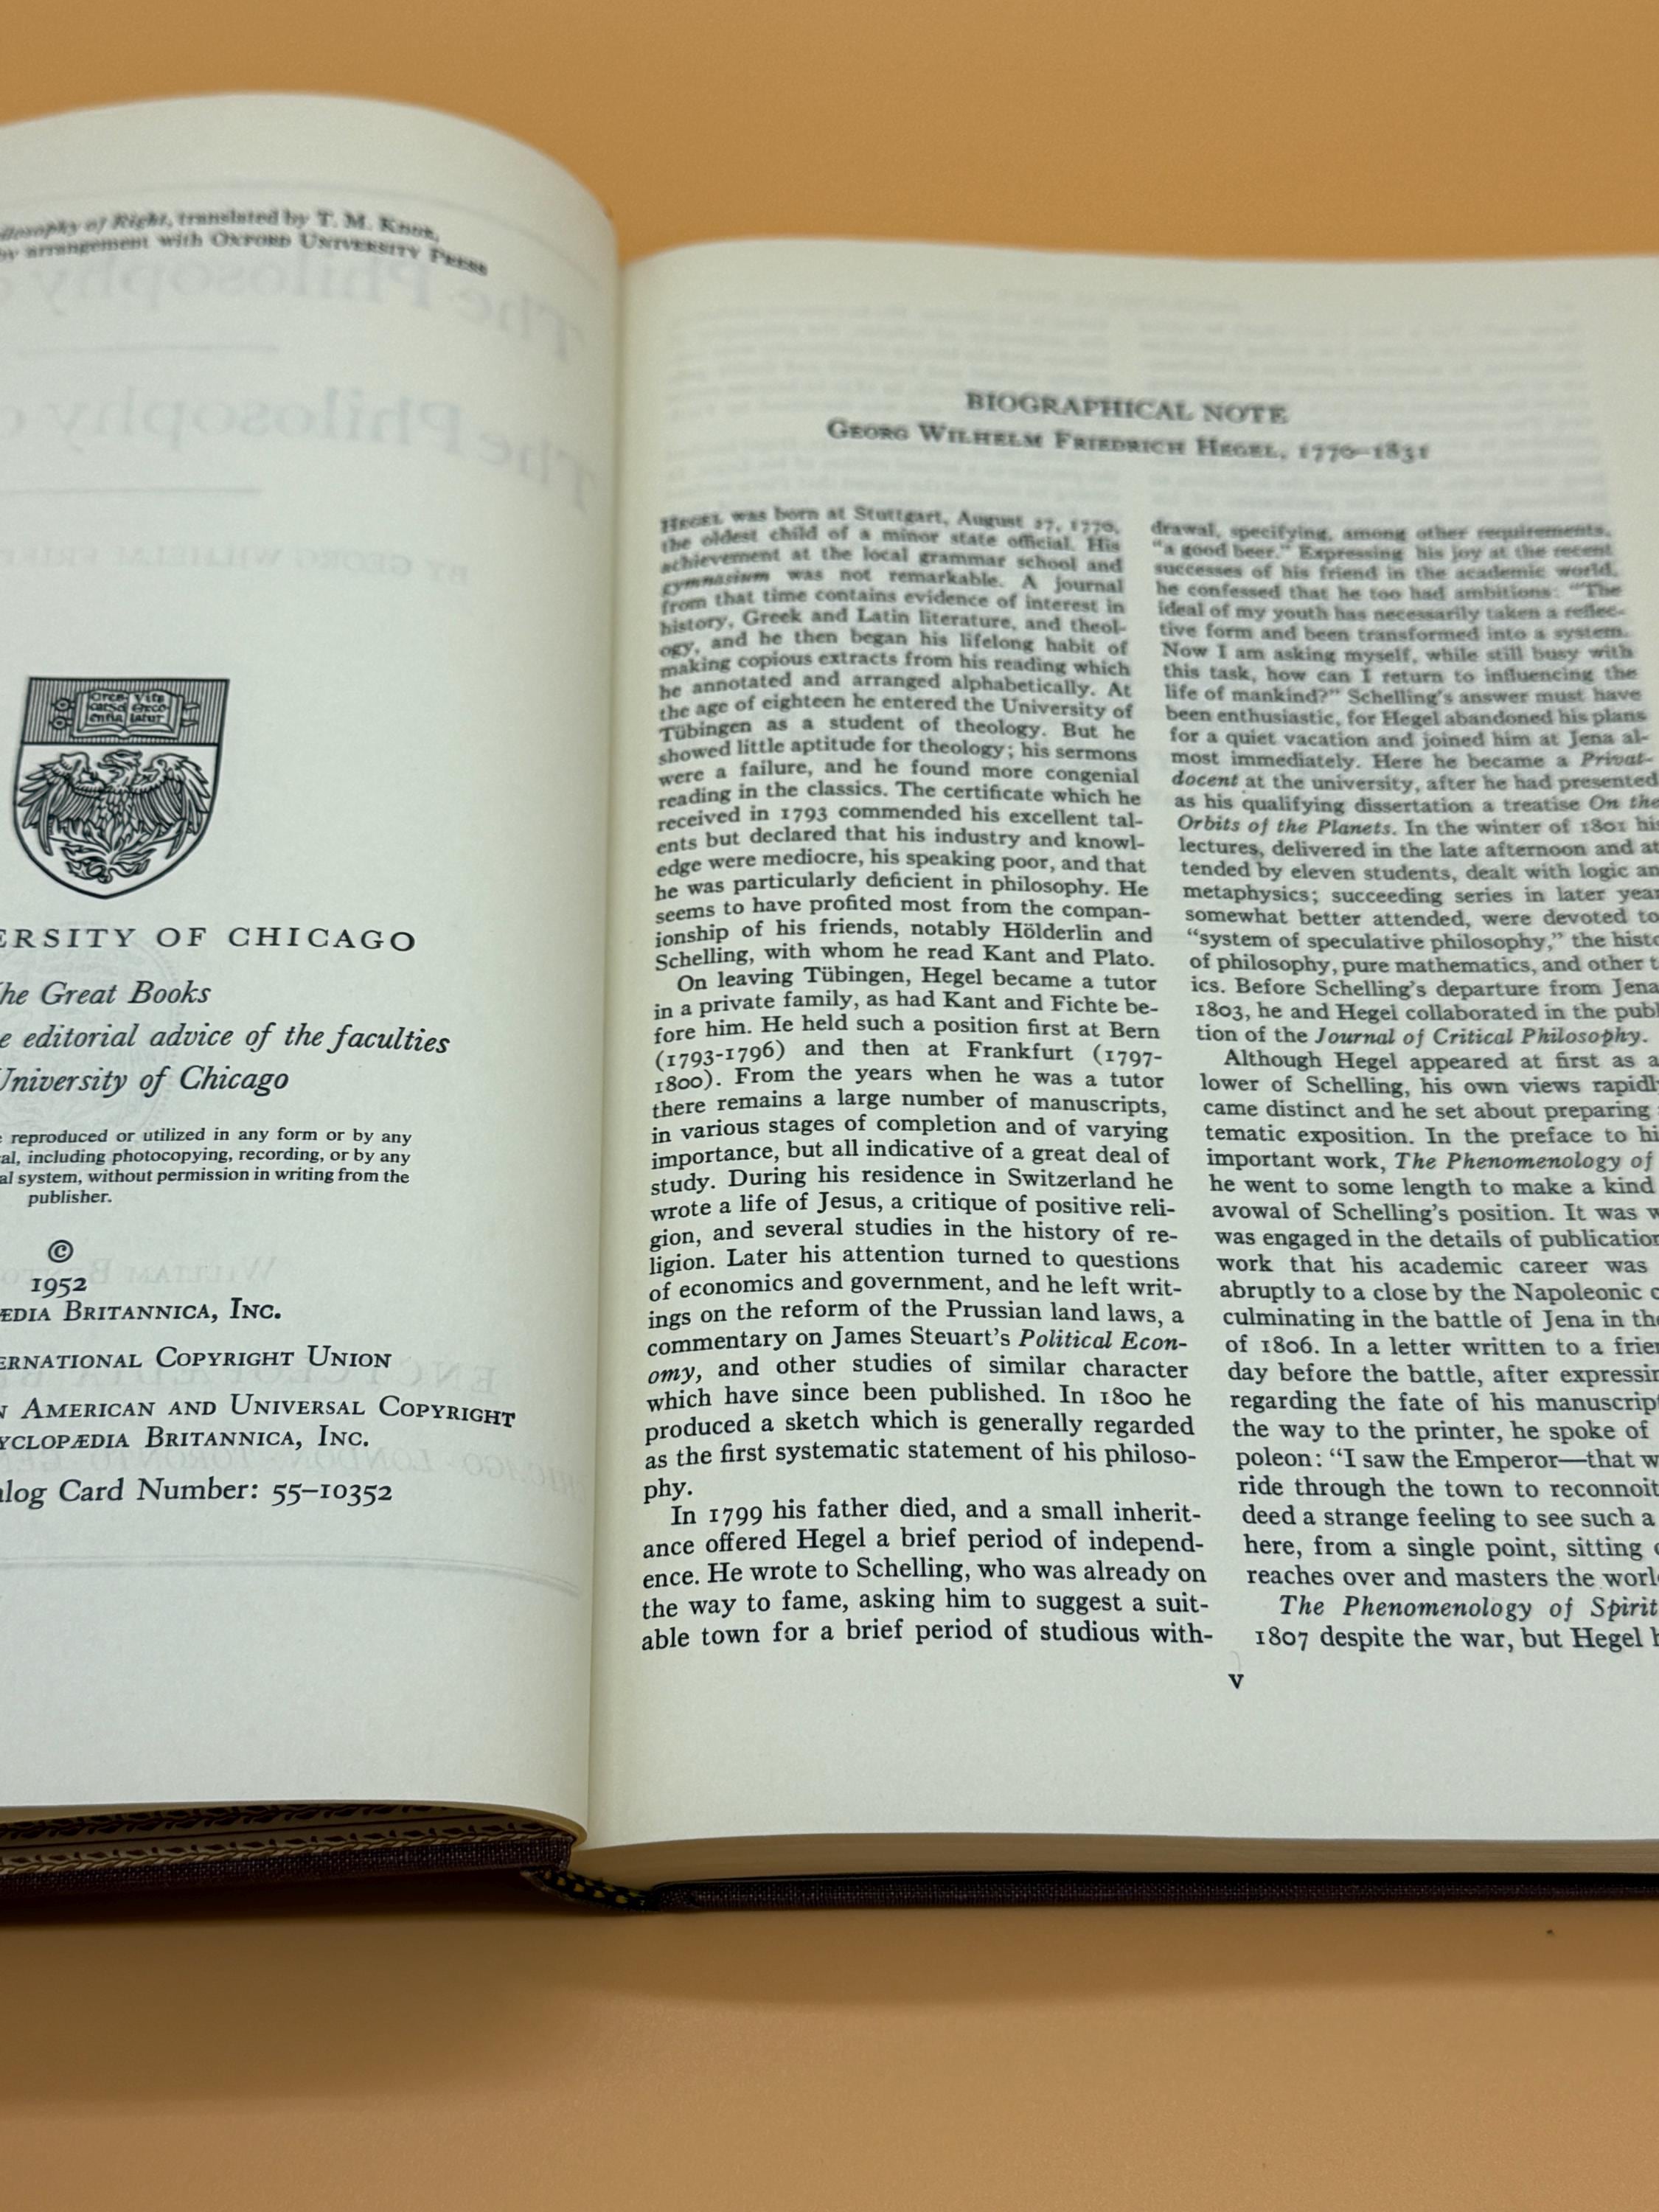 ilosophy of Right, translated by T. M. Knox,
by arrangement with OXFORD UNIVERSITY PRESS
ERSITY OF CHICAGO
he Great Books
e editorial advice of the faculties
University of Chicago
reproduced or utilized in any form or by any
al, including photocopying, recording, or by any
al system, without permission in writing from the
publisher.
©
1952
ÆDIA BRITANNICA, INC.
ERNATIONAL COPYRIGHT UNION
N AMERICAN AND UNIVERSAL COPYRIGHT
YCLOPÆDIA BRITANNICA, INC.
alog Card Number: 55–10352
BIOGRAPHICAL NOTE
GEORG WILHELM FRIEDRICH HEGEL, 1770–1831
HEGEL was born at Stuttgart, August 27, 1770,
the oldest child of a minor state official. His
achievement at the local grammar school and
gymnasium was not remarkable. A journal
from that time contains evidence of interest in
history, Greek and Latin literature, and theol-
ogy, and he then began his lifelong habit of
making copious extracts from his reading which
he annotated and arranged alphabetically. At
the age of eighteen he entered the University of
Tübingen as a student of theology. But he
showed little aptitude for theology; his sermons
were a failure, and he found more congenial
reading in the classics. The certificate which he
received in 1793 commended his excellent tal-
ents but declared that his industry and knowl-
edge were mediocre, his speaking poor, and that
he was particularly deficient in philosophy. He
seems to have profited most from the compan-
ionship of his friends, notably Hölderlin and
Schelling, with whom he read Kant and Plato.
On leaving Tübingen, Hegel became a tutor
in a private family, as had Kant and Fichte be-
fore him. He held such a position first at Bern
(1793-1796) and then at Frankfurt (1797-
1800). From the years when he was a tutor
there remains a large number of manuscripts,
in various stages of completion and of varying
importance, but all indicative of a great deal of
study. During his residence in Switzerland he
wrote a life of Jesus, a critique of positive reli-
gion, and several studies in the history of re-
ligion. Later his attention turned to questions
of economics and government, and he left writ-
ings on the reform of the Prussian land laws, a
commentary on James Steuart's Political Econ-
omy, and other studies of similar character
which have since been published. In 1800 he
produced a sketch which is generally regarded
as the first systematic statement of his philoso-
phy.
In 1799 his father died, and a small inherit-
ance offered Hegel a brief period of independ-
ence. He wrote to Schelling, who was already on
the way to fame, asking him to suggest a suit-
able town for a brief period of studious with-
drawal, specifying, among other requirements,
"a good beer." Expressing his joy at the recent
successes of his friend in the academic world,
he confessed that he too had ambitions: "The
ideal of my youth has necessarily taken a reflec-
tive form and been transformed into a system.
Now I am asking myself, while still busy with
this task, how can I return to influencing the
life of mankind?" Schelling's answer must have
been enthusiastic, for Hegel abandoned his plans
for a quiet vacation and joined him at Jena al-
most immediately. Here he became a Privat-
docent at the university, after he had presented
as his qualifying dissertation a treatise On the
Orbits of the Planets. In the winter of 1801 his
lectures, delivered in the late afternoon and at
tended by eleven students, dealt with logic an
metaphysics; succeeding series in later year
somewhat better attended, were devoted to
"system of speculative philosophy," the histo
of philosophy, pure mathematics, and other t
ics. Before Schelling's departure from Jena
1803, he and Hegel collaborated in the publ
tion of the Journal of Critical Philosophy.
Although Hegel appeared at first as a
lower of Schelling, his own views rapidl
came distinct and he set about preparing
tematic exposition. In the preface to hi
important work, The Phenomenology of
he went to some length to make a kind
avowal of Schelling's position. It was w
was engaged in the details of publication
work that his academic career was
abruptly to a close by the Napoleonic c
culminating in the battle of Jena in the
of 1806. In a letter written to a frien
day before the battle, after expressin
regarding the fate of his manuscript
the way to the printer, he spoke of
poleon: "I saw the Emperor—that w
ride through the town to reconnoit
deed a strange feeling to see such a
here, from a single point, sitting
reaches over and masters the worl
The Phenomenology of Spirit
1807 despite the war, but Hegel h
v